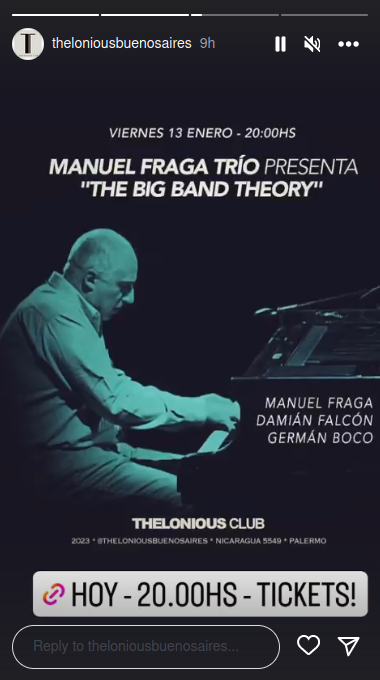 theloniousbuenosaires 9h
VIERNES 13 ENERO - 20:00HS
MANUEL FRAGA TRÍO PRESENTA
"THE BIG BAND THEORY"
MANUEL FRAGA
DAMIÁN FALCÓN
GERMÁN BOCO
THELONIOUS CLUB
2023 * @THELONIOUSBUENOSAIRES * NICARAGUA 5549 * PALERMO
HOY - 20.00HS - TICKETS!
Reply to theloniousbuenosaires...